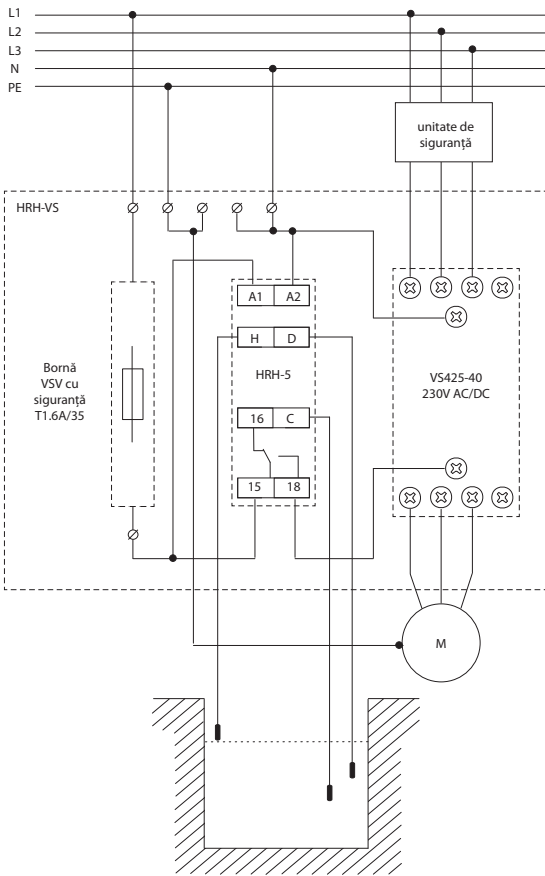 L1
L2
L3
N
PE
unitate de
siguranță
HRH-VS
A1 A2
H D
HRH-5
16 C
15 18
Bornă
VSV cu
siguranță
T1.6A/35
VS425-40
230V AC/DC
M